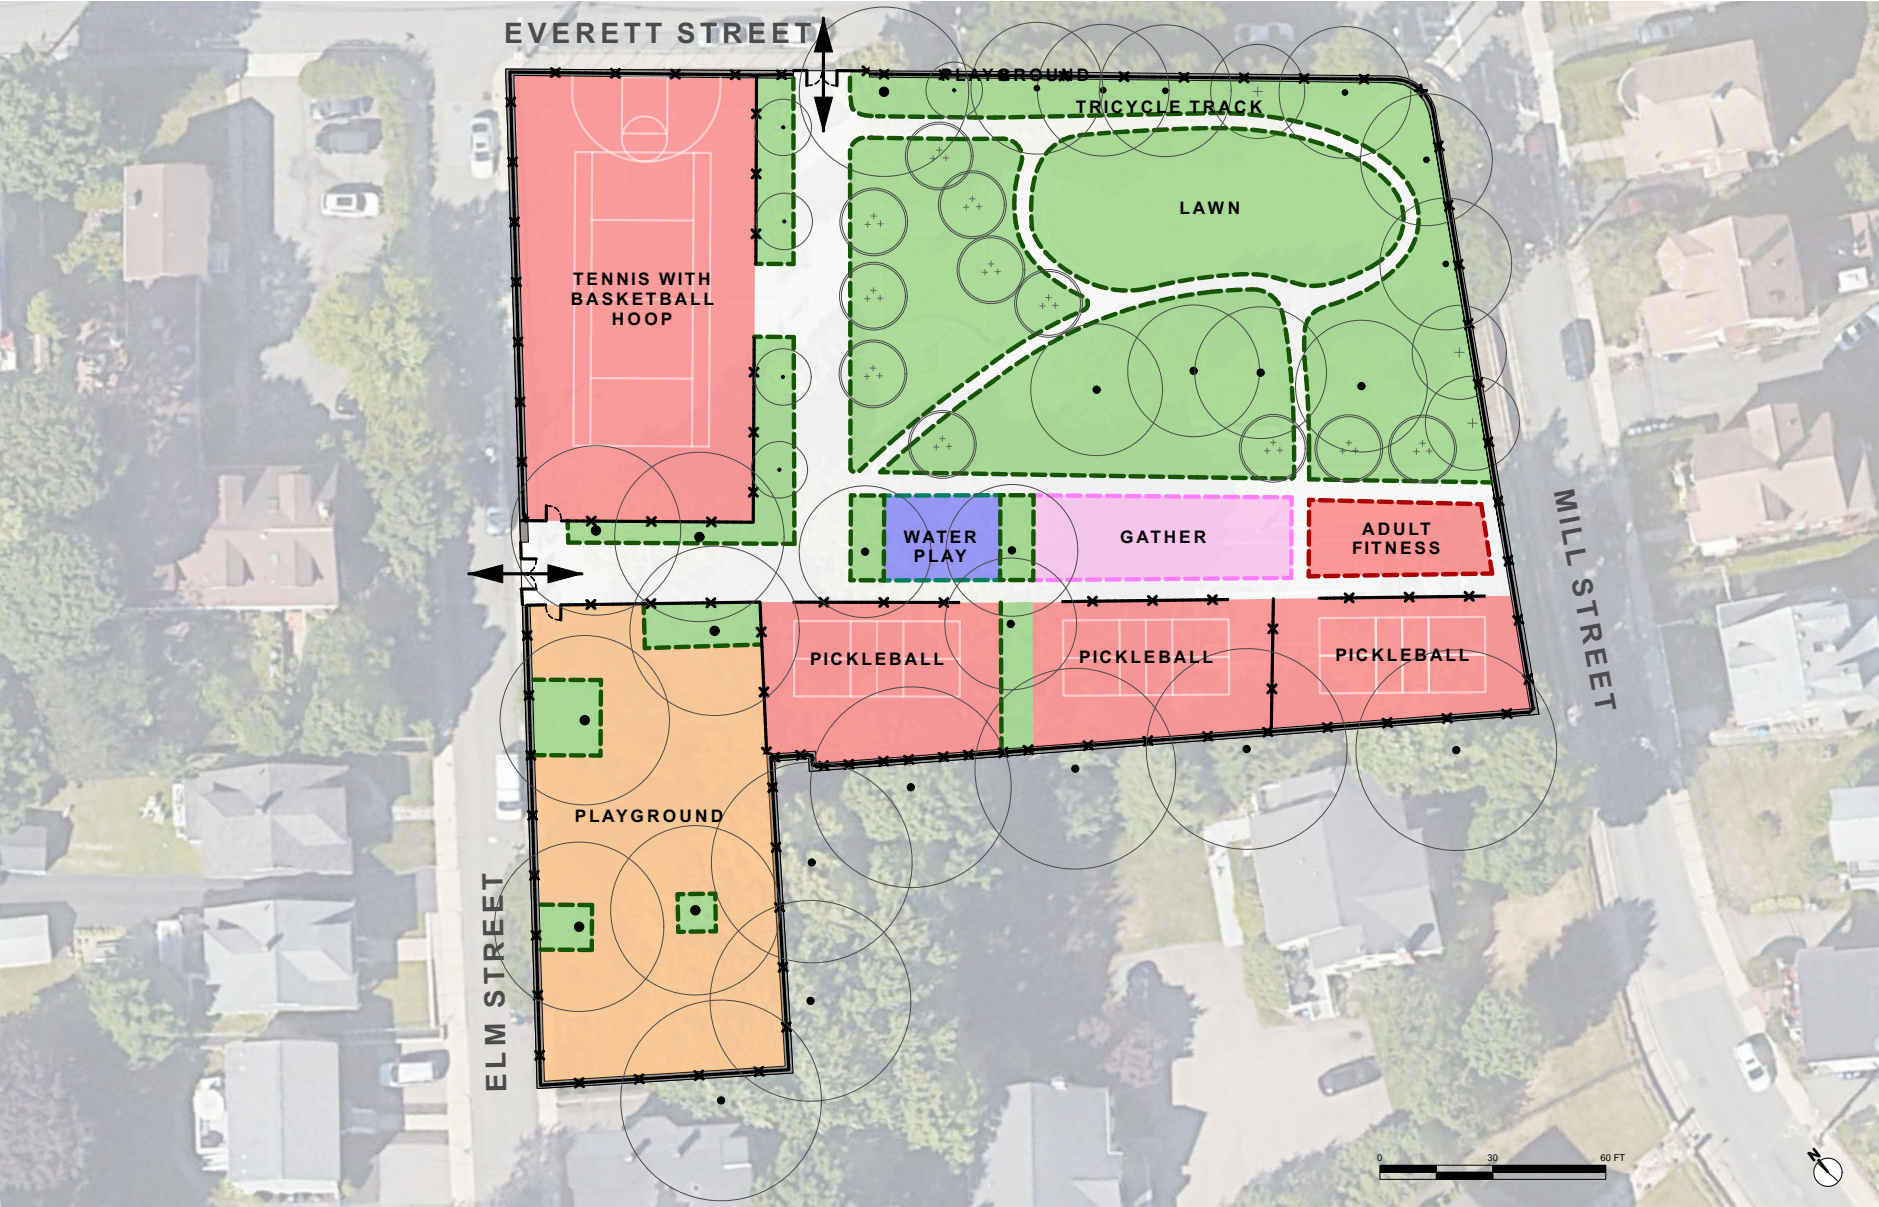 EVERETT STREET
PLAYGROUND
TRICYCLE TRACK
LAWN
TENNIS WITH
BASKETBALL
HOOP
WATER
PLAY
GATHER
ADULT
FITNESS
MILL STREET
PICKLEBALL
PICKLEBALL
PICKLEBALL
PLAYGROUND
ELM STREET
0 30 60 FT
N